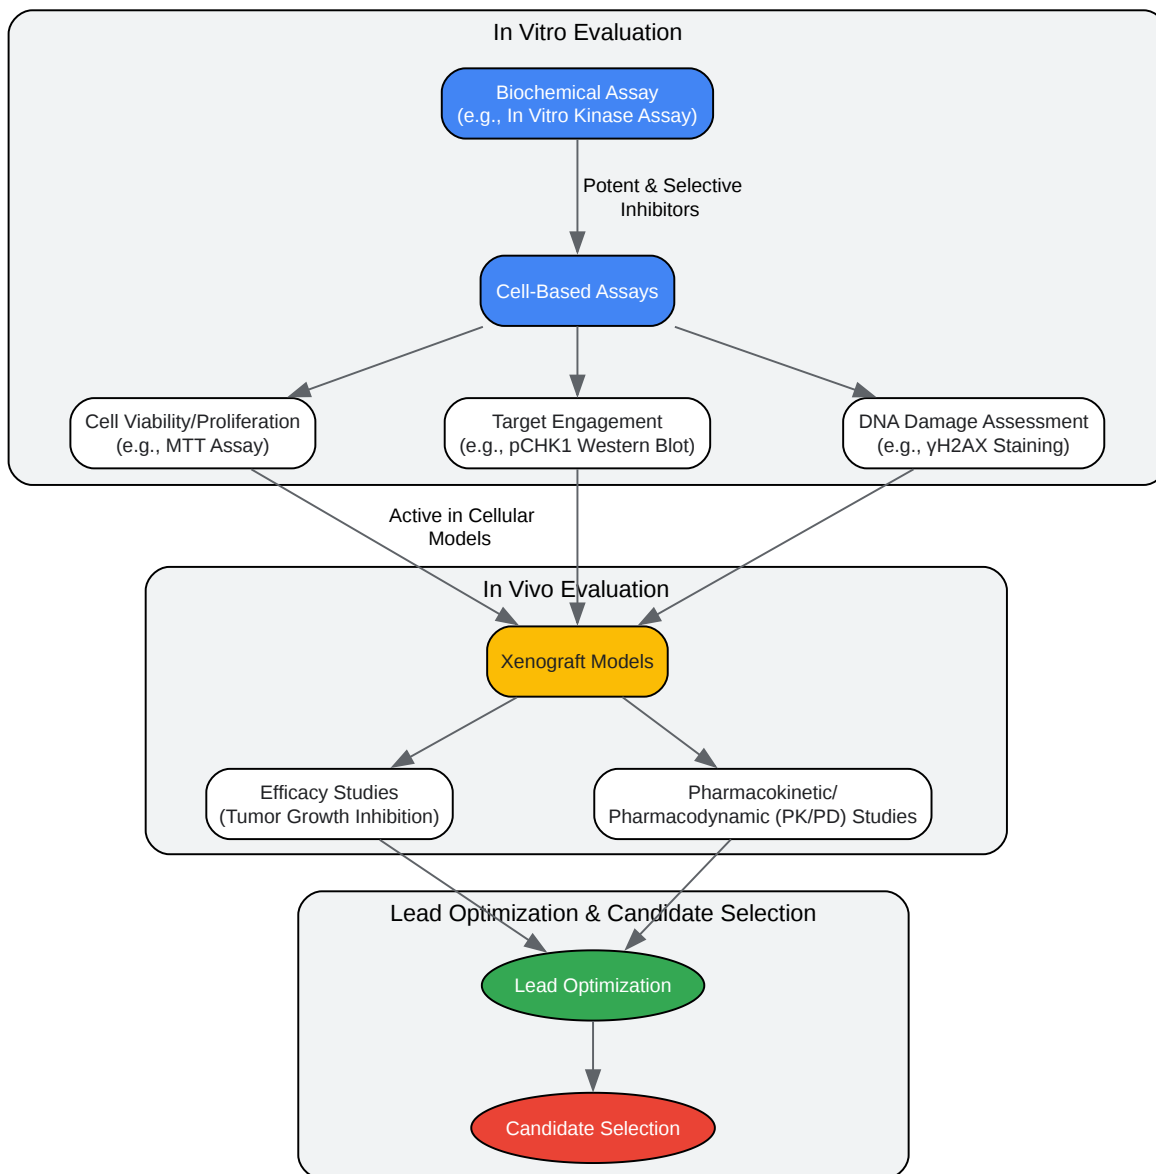 In Vitro Evaluation
Biochemical Assay
(e.g., In Vitro Kinase Assay)
Potent & Selective
Inhibitors
Cell-Based Assays
Cell Viability/Proliferation
(e.g., MTT Assay)
Target Engagement
(e.g., pCHK1 Western Blot)
DNA Damage Assessment
(e.g., γH2AX Staining)
Active in Cellular
Models
In Vivo Evaluation
Xenograft Models
Efficacy Studies
(Tumor Growth Inhibition)
Pharmacokinetic/
Pharmacodynamic (PK/PD) Studies
Lead Optimization & Candidate Selection
Lead Optimization
Candidate Selection